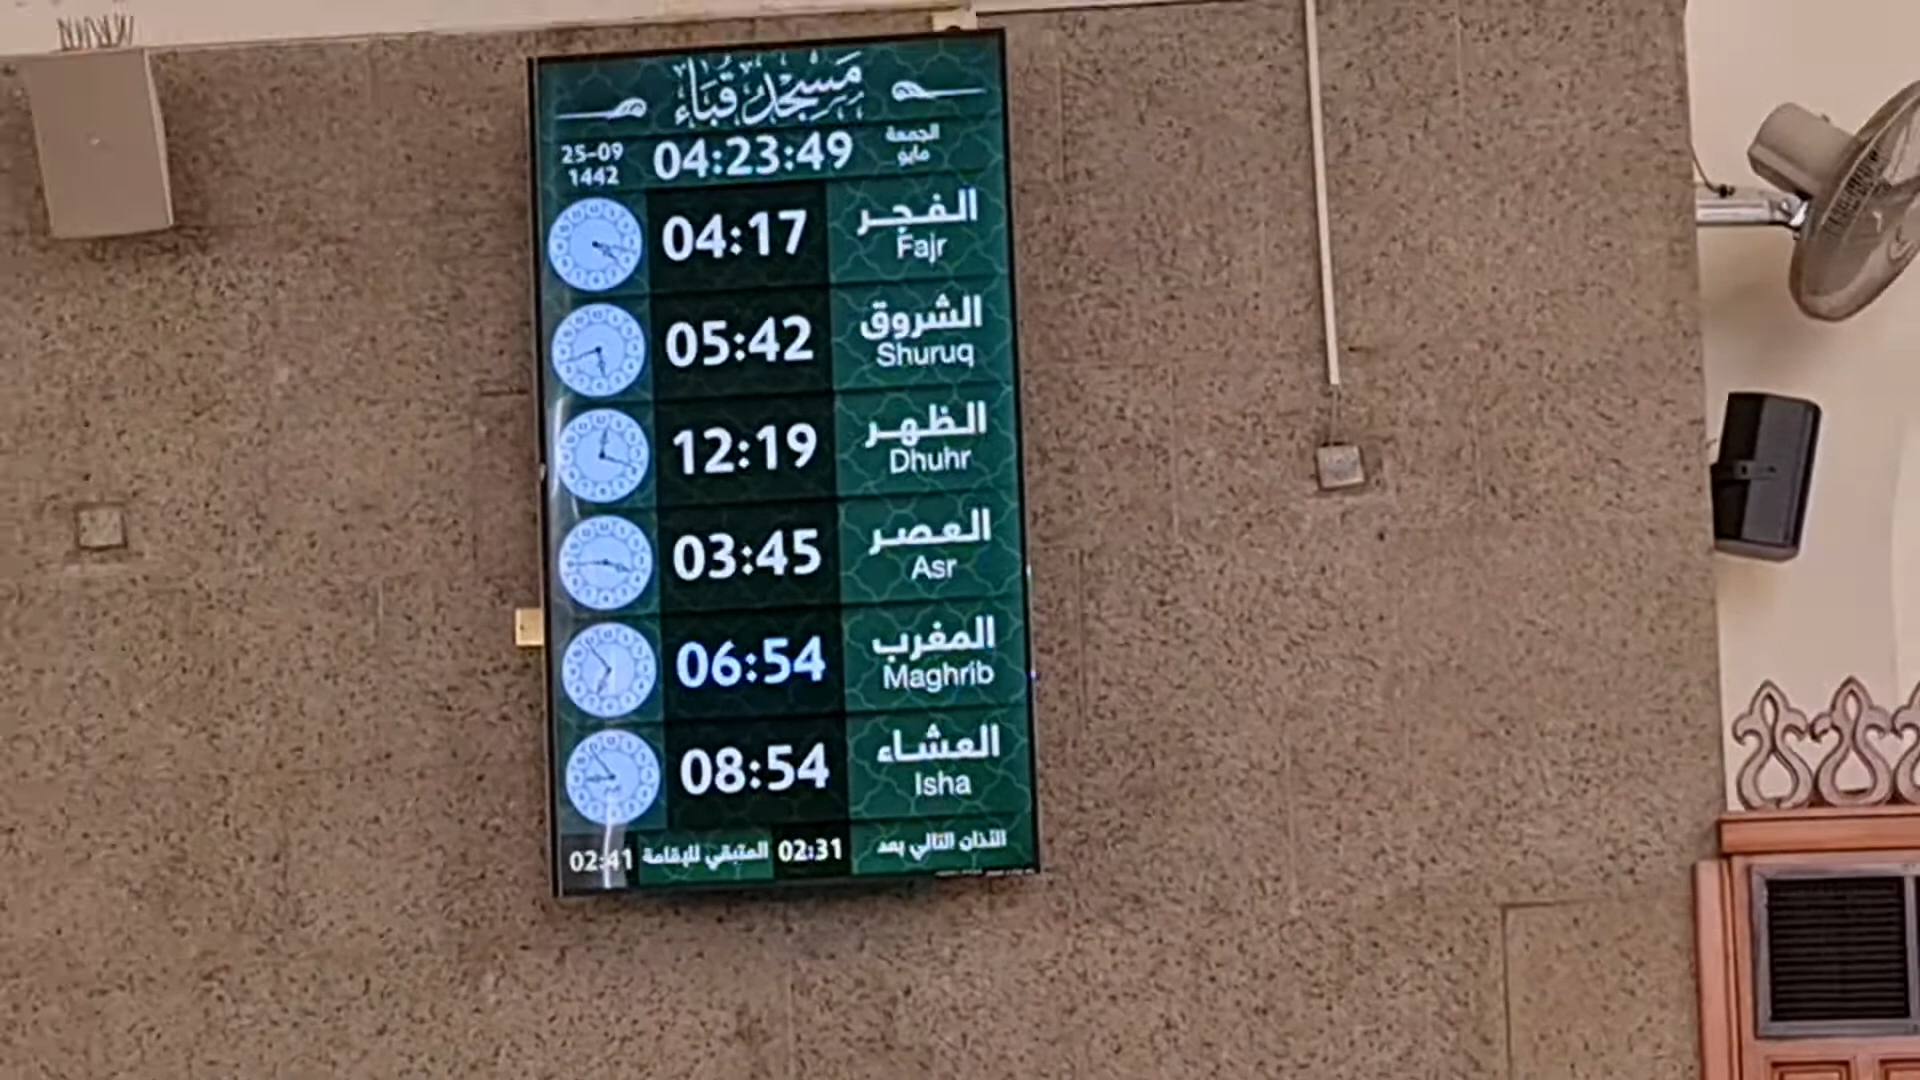 مَسْجِدُ قُبَاء
الجمعة
مايو
04:23:49
25-09
1442
الفجر
Fajr
04:17
الشروق
Shuruq
05:42
الظهر
Dhuhr
12:19
العصر
Asr
03:45
المغرب
Maghrib
06:54
العشاء
Isha
08:54
الأذان التالي بعد 02:31 المتبقي للإقامة 02:41